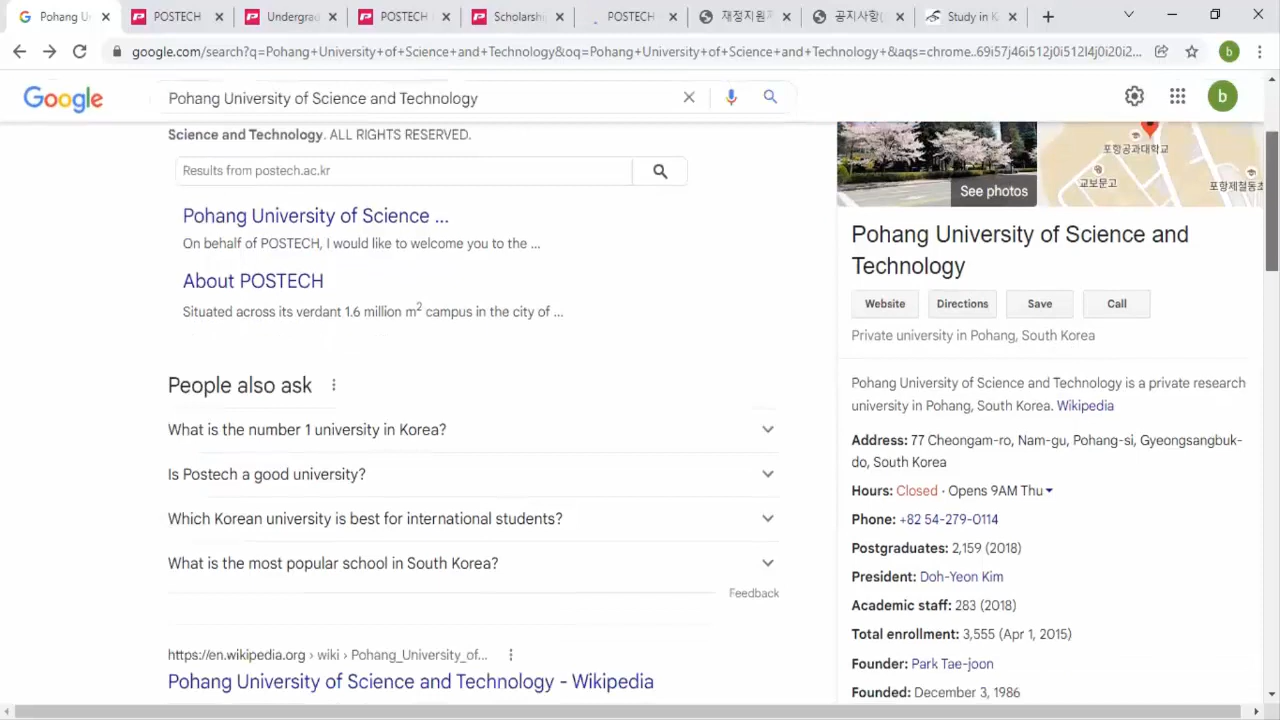 Pohang U
POSTECH
Undergrad
POSTECH
Scholarshi
POSTECH
재정지원
공지사항[
Study in K
google.com/search?q=Pohang+University+of+Science+and+Technology&oq=Pohang+University+of+Science+and+Technology+&aqs=chrome..69i57j46i512j0i512l4j0i20i2...
b
Google
Pohang University of Science and Technology
b
Science and Technology. ALL RIGHTS RESERVED.
Results from postech.ac.kr
Pohang University of Science ...
On behalf of POSTECH, I would like to welcome you to the ...
About POSTECH
Situated across its verdant 1.6 million m² campus in the city of ...
People also ask
What is the number 1 university in Korea?
Is Postech a good university?
Which Korean university is best for international students?
What is the most popular school in South Korea?
Feedback
https://en.wikipedia.org › wiki › Pohang_University_of...
Pohang University of Science and Technology - Wikipedia
See photos
포항공과대학교
교보문고
포항제철동초
Pohang University of Science and
Technology
Website
Directions
Save
Call
Private university in Pohang, South Korea
Pohang University of Science and Technology is a private research
university in Pohang, South Korea. Wikipedia
Address: 77 Cheongam-ro, Nam-gu, Pohang-si, Gyeongsangbuk-
do, South Korea
Hours: Closed · Opens 9AM Thu
Phone: +82 54-279-0114
Postgraduates: 2,159 (2018)
President: Doh-Yeon Kim
Academic staff: 283 (2018)
Total enrollment: 3,555 (Apr 1, 2015)
Founder: Park Tae-joon
Founded: December 3, 1986